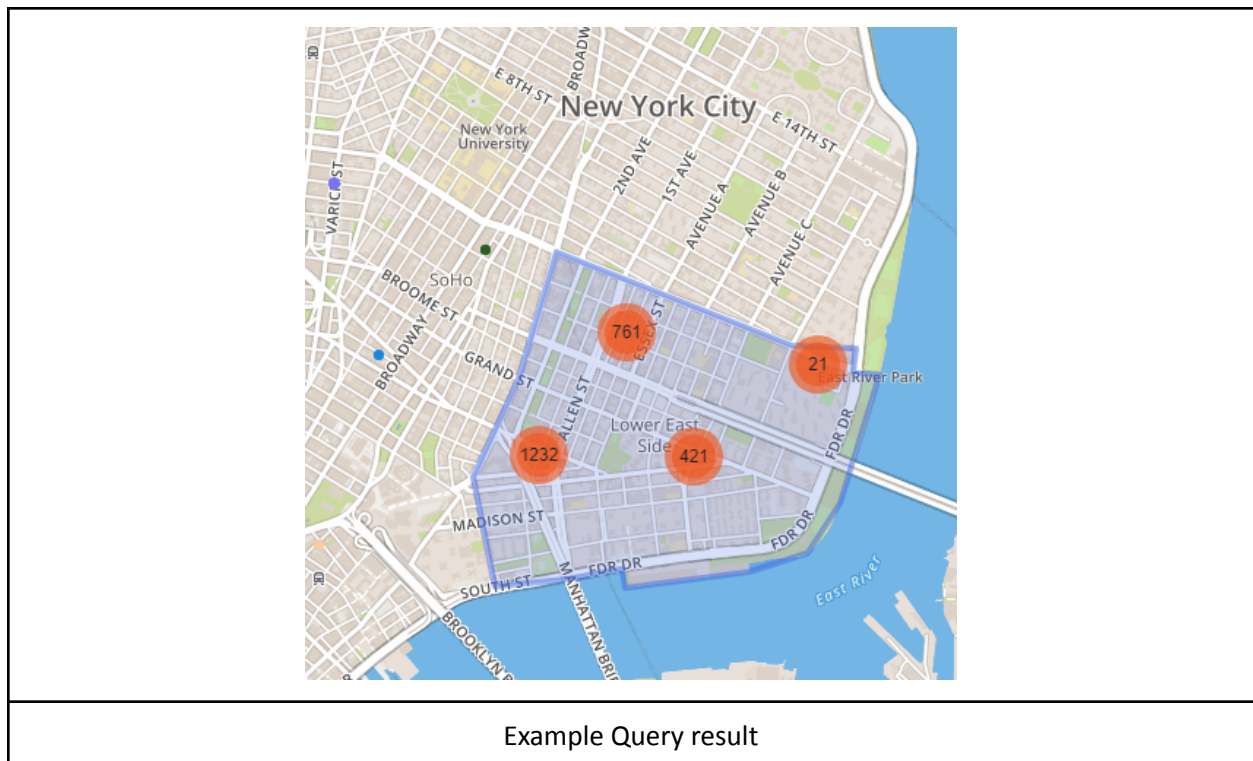 BROADW
E 8TH ST
New York City
E 14TH ST
New York
University
2ND AVE
1ST AVE
AVENUE A
AVENUE B
AVENUE C
VARICK ST
SoHo
BROOME ST
BROADWAY
GRAND ST
761
ESSEX ST
21
East River Park
ALLEN ST
Lower East
Side
1232
421
FDR DR
MADISON ST
FDR DR
FDR DR
SOUTH ST
MANHATTAN BRI
East River
BROOKLYN
Example Query result